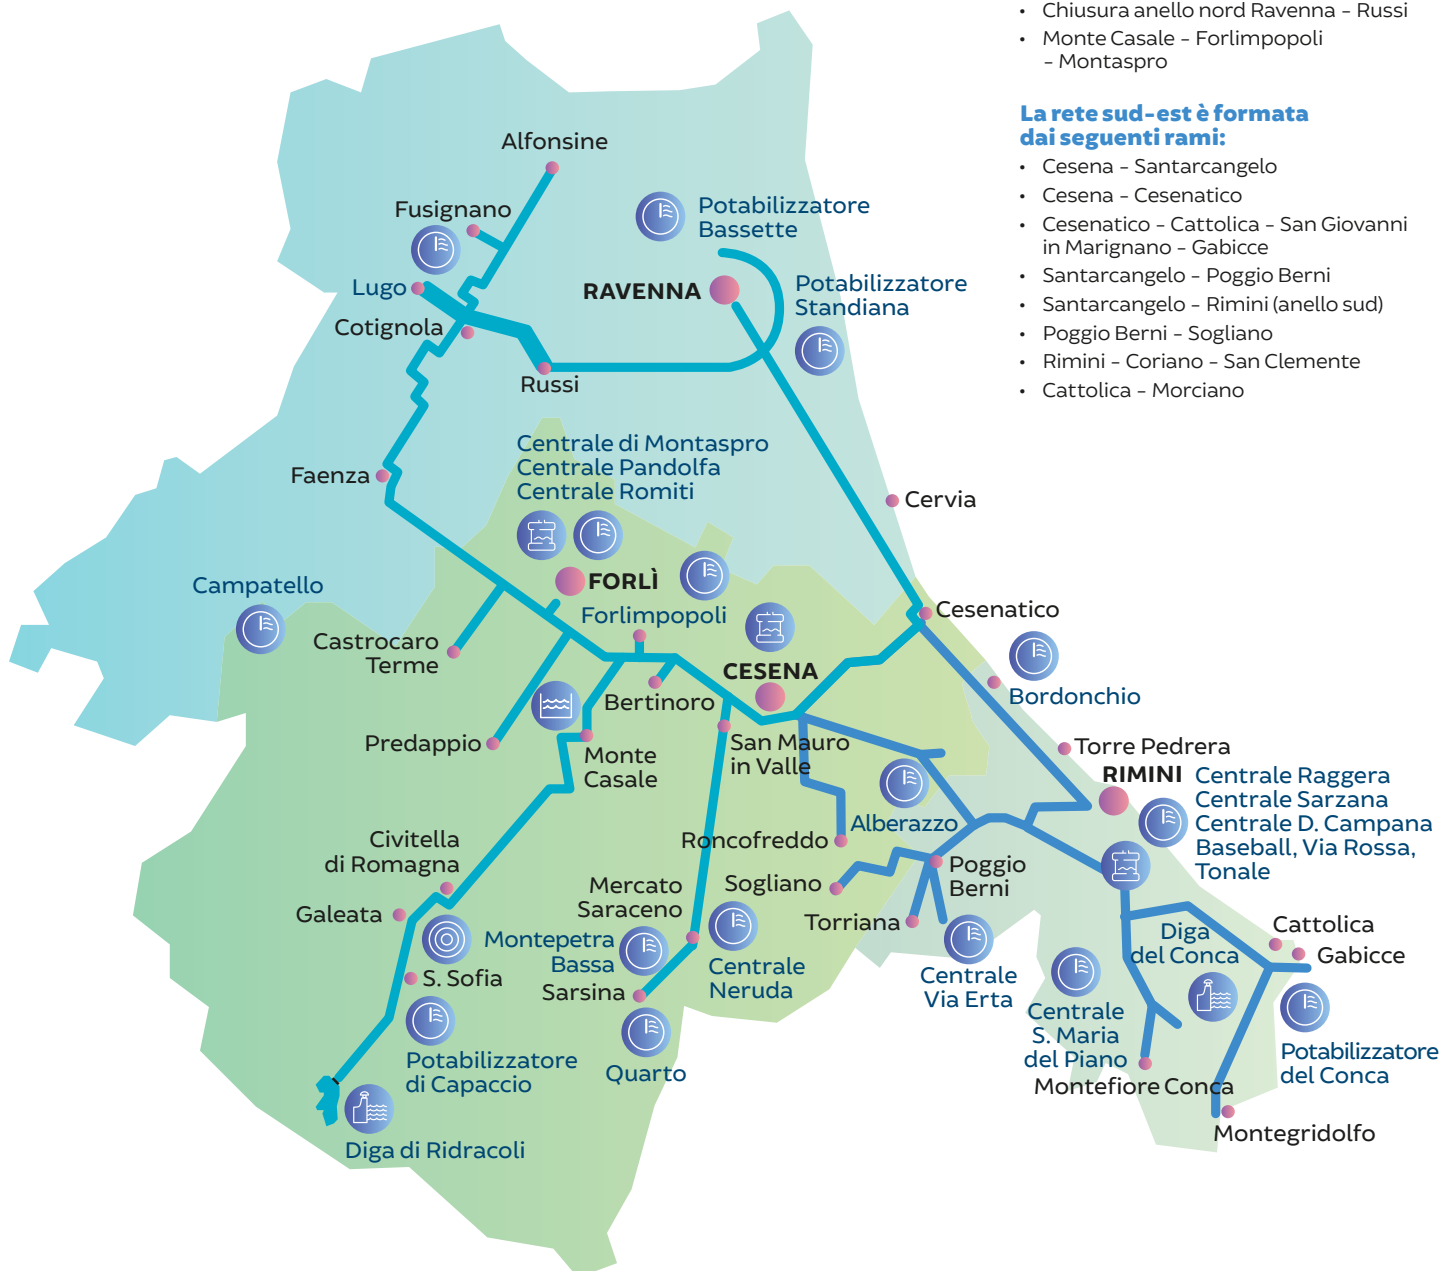 • Chiusura anello nord Ravenna – Russi
• Monte Casale – Forlimpopoli
– Montaspro
La rete sud-est è formata
dai seguenti rami:
• Cesena – Santarcangelo
• Cesena – Cesenatico
• Cesenatico – Cattolica – San Giovanni
in Marignano – Gabicce
• Santarcangelo – Poggio Berni
• Santarcangelo – Rimini (anello sud)
• Poggio Berni – Sogliano
• Rimini – Coriano – San Clemente
• Cattolica – Morciano
Alfonsine
Fusignano
Potabilizzatore
Bassette
Lugo
RAVENNA
Potabilizzatore
Standiana
Cotignola
Russi
Centrale di Montaspro
Centrale Pandolfa
Centrale Romiti
Faenza
Cervia
Campatello
FORLÌ
Forlimpopoli
Cesenatico
Castrocaro
Terme
CESENA
Bordonchio
Bertinoro
Predappio
Monte
Casale
San Mauro
in Valle
Torre Pedrera
RIMINI
Centrale Raggera
Centrale Sarzana
Centrale D. Campana
Baseball, Via Rossa,
Tonale
Alberazzo
Roncofreddo
Civitella
di Romagna
Galeata
Mercato
Saraceno
Sogliano
Poggio
Berni
Torriana
Cattolica
Gabicce
Diga
del Conca
Montepetra
Bassa
Centrale
Neruda
S. Sofia
Sarsina
Centrale
Via Erta
Centrale
S. Maria
del Piano
Potabilizzatore
di Capaccio
Quarto
Potabilizzatore
del Conca
Montefiore Conca
Montegridolfo
Diga di Ridracoli